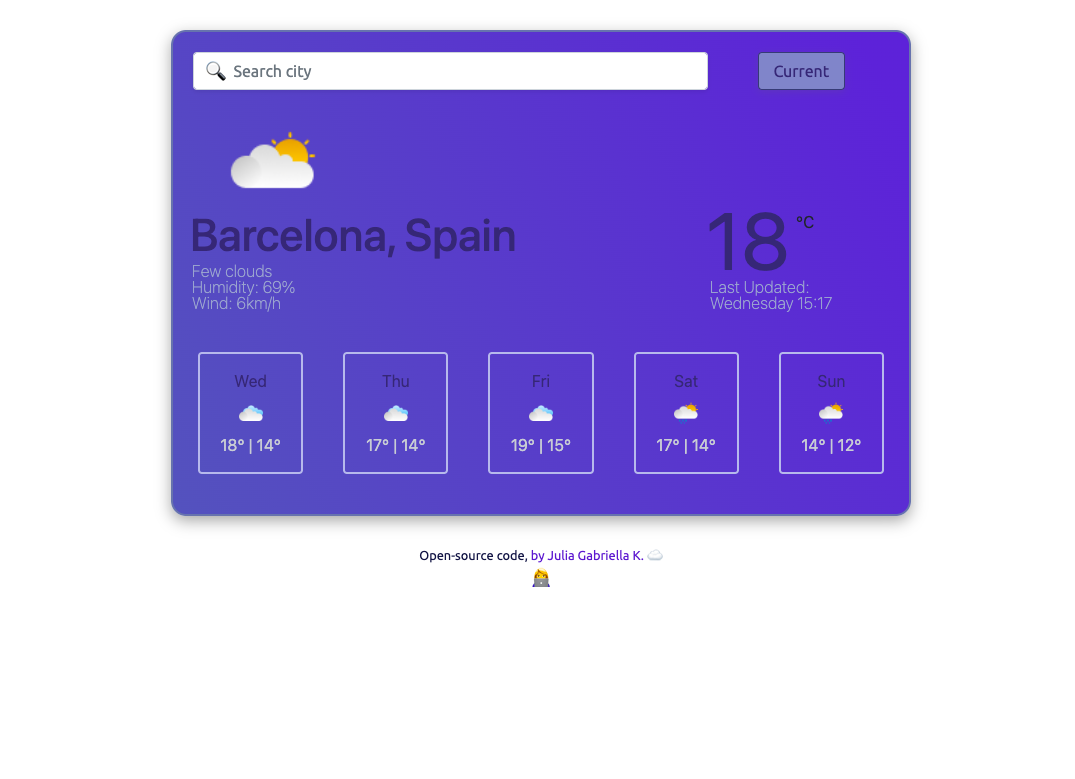 🔍 Search city
Current
Barcelona, Spain
18 °C
Few clouds
Humidity: 69%
Wind: 6km/h
Last Updated:
Wednesday 15:17
Wed
18° | 14°
Thu
17° | 14°
Fri
19° | 15°
Sat
17° | 14°
Sun
14° | 12°
Open-source code, by Julia Gabriella K. ☁️
👩‍💻